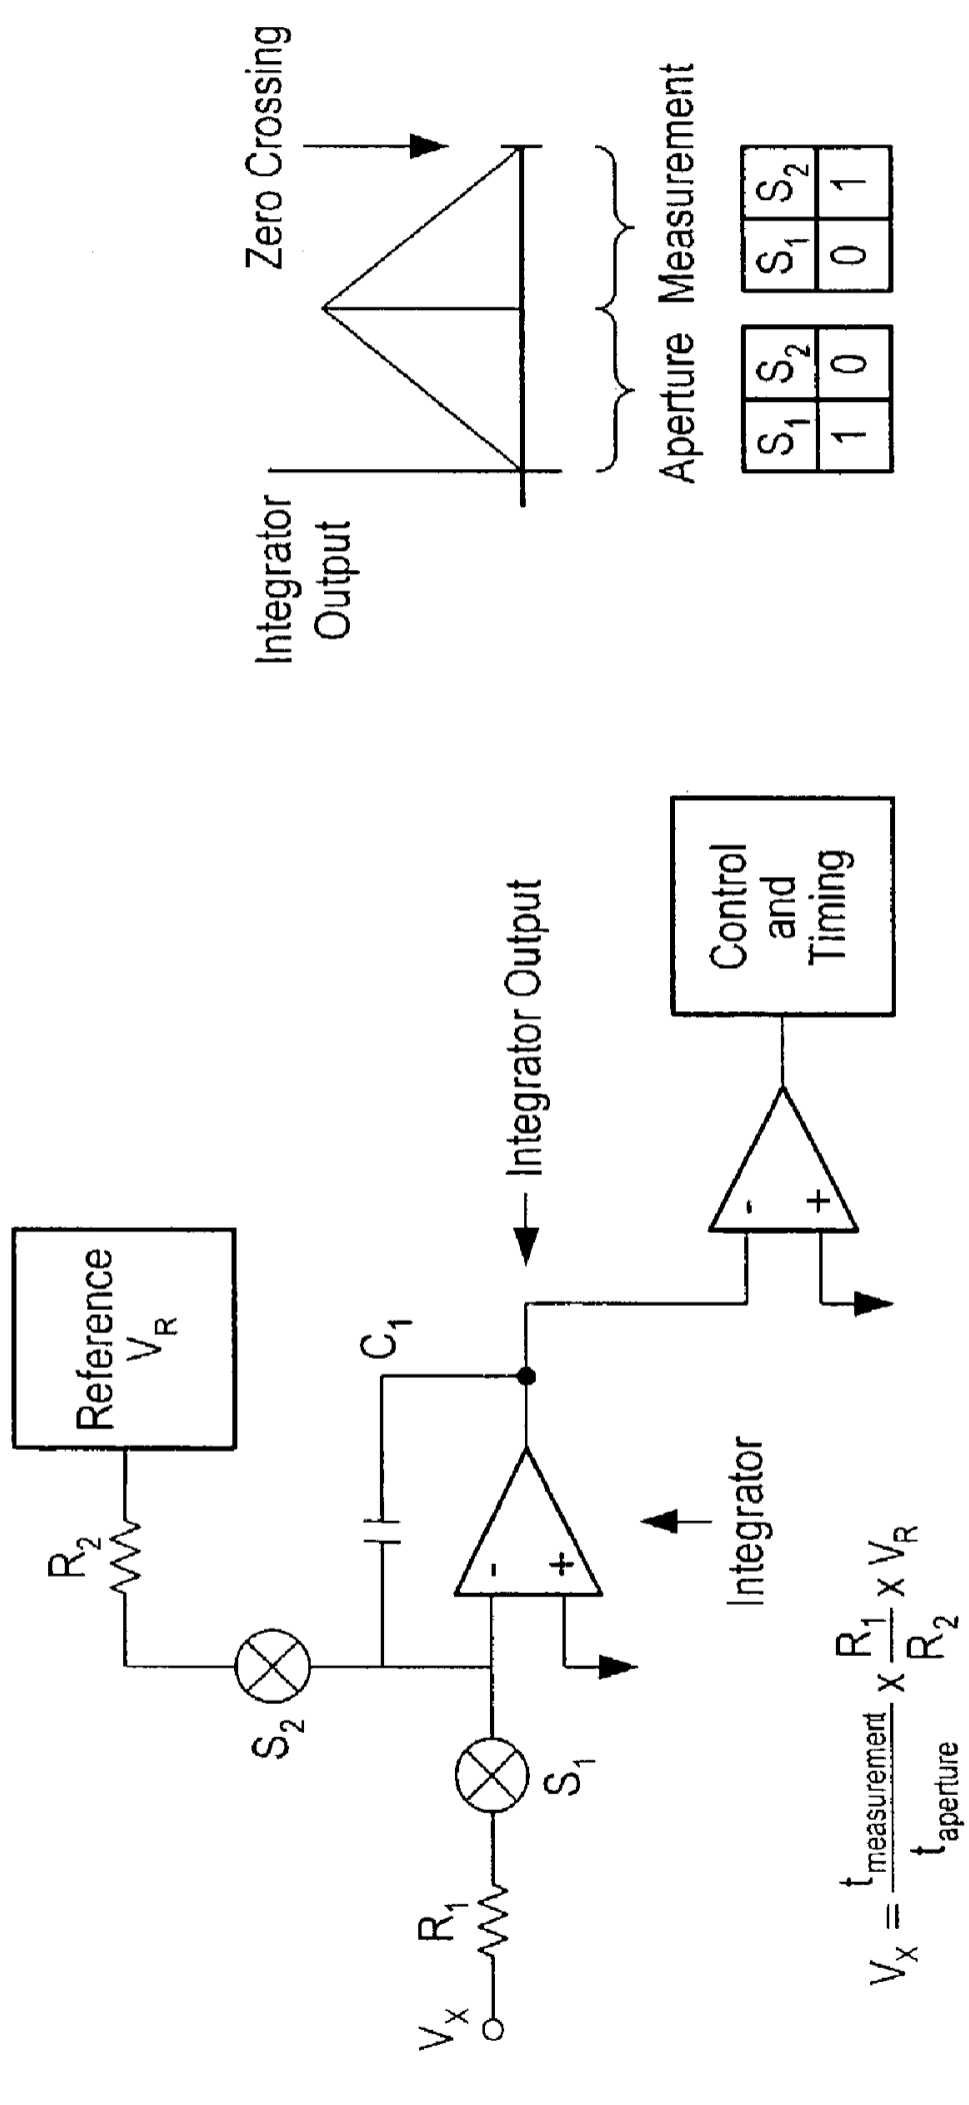 Reference
V_R
R_2
S_2
C_1
V_X
R_1
S_1
-
+
Integrator Output
Integrator
-
+
Control
and
Timing
V_X = t_measurement / t_aperture x R_1 / R_2 x V_R
Integrator
Output
Zero Crossing
Aperture Measurement
S_1 S_2 S_1 S_2
1 0 0 1